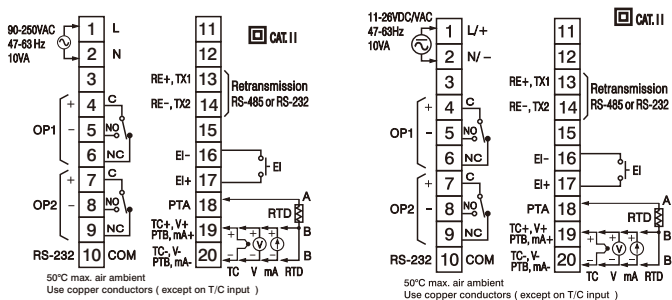 90-250VAC
47-63Hz
10VA
1 L
2 N
3
OP1
+ 4 C
- 5 NO
6 NC
OP2
+ 7 C
- 8 NO
9 NC
RS-232 10 COM
CAT. II
11
12
RE+, TX1 13
RE-, TX2 14
Retransmission
RS-485 or RS-232
15
EI- 16
EI+ 17
EI
PTA 18 A
RTD
TC+, V+
PTB, mA+ 19 + + + B
V
TC-, V-
PTB, mA- 20 - - - B
TC V mA RTD
50°C max. air ambient
Use copper conductors ( except on T/C input )
11-26VDC/VAC
47-63Hz
10VA
1 L/+
2 N/-
3
OP1
+ 4 C
- 5 NO
6 NC
OP2
+ 7 C
- 8 NO
9 NC
RS-232 10 COM
CAT. II
11
12
RE+, TX1 13
RE-, TX2 14
Retransmission
RS-485 or RS-232
15
EI- 16
EI+ 17
EI
PTA 18 A
RTD
TC+, V+
PTB, mA+ 19 + + + B
V
TC-, V-
PTB, mA- 20 - - - B
TC V mA RTD
50°C max. air ambient
Use copper conductors ( except on T/C input )